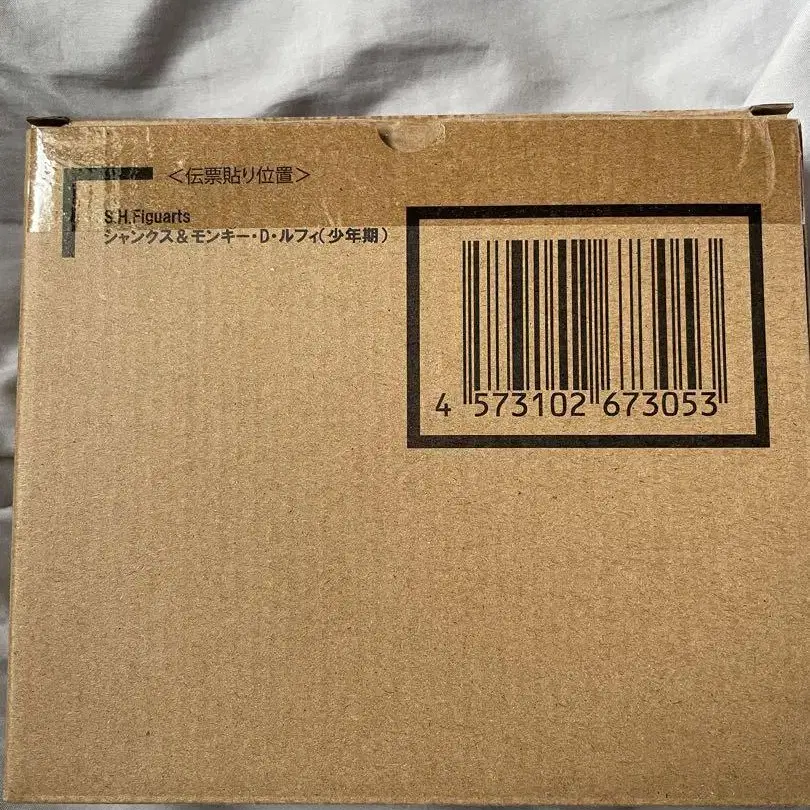 <伝票貼り位置>
S.H.Figuarts
シャンクス&モンキー・D・ルフィ(少年期)
4 573102 673053